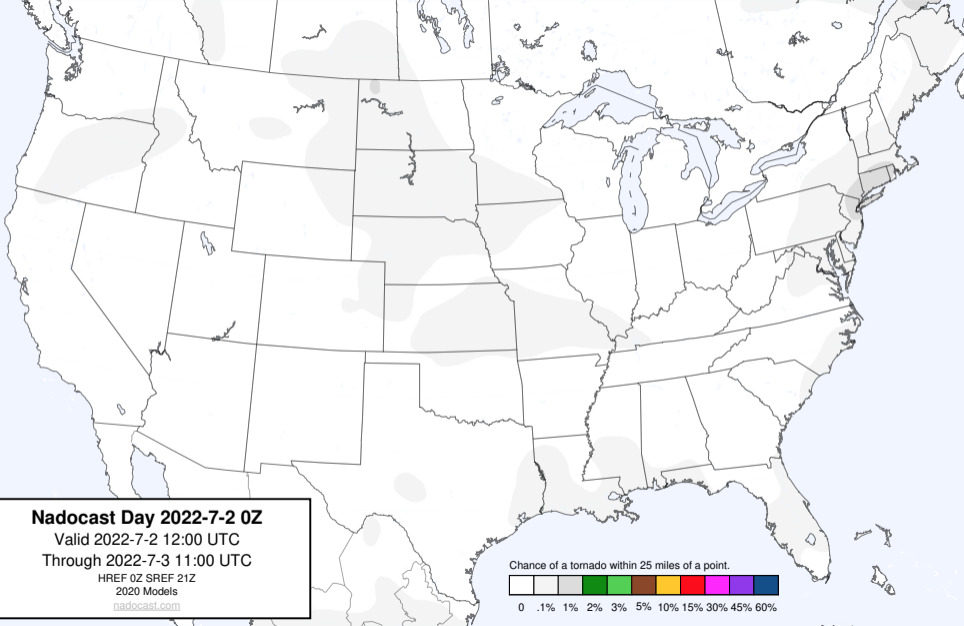 Nadocast Day 2022-7-2 0Z
Valid 2022-7-2 12:00 UTC
Through 2022-7-3 11:00 UTC
HREF 0Z SREF 21Z
2020 Models
nadocast.com
Chance of a tornado within 25 miles of a point.
0 .1% 1% 2% 3% 5% 10% 15% 30% 45% 60%